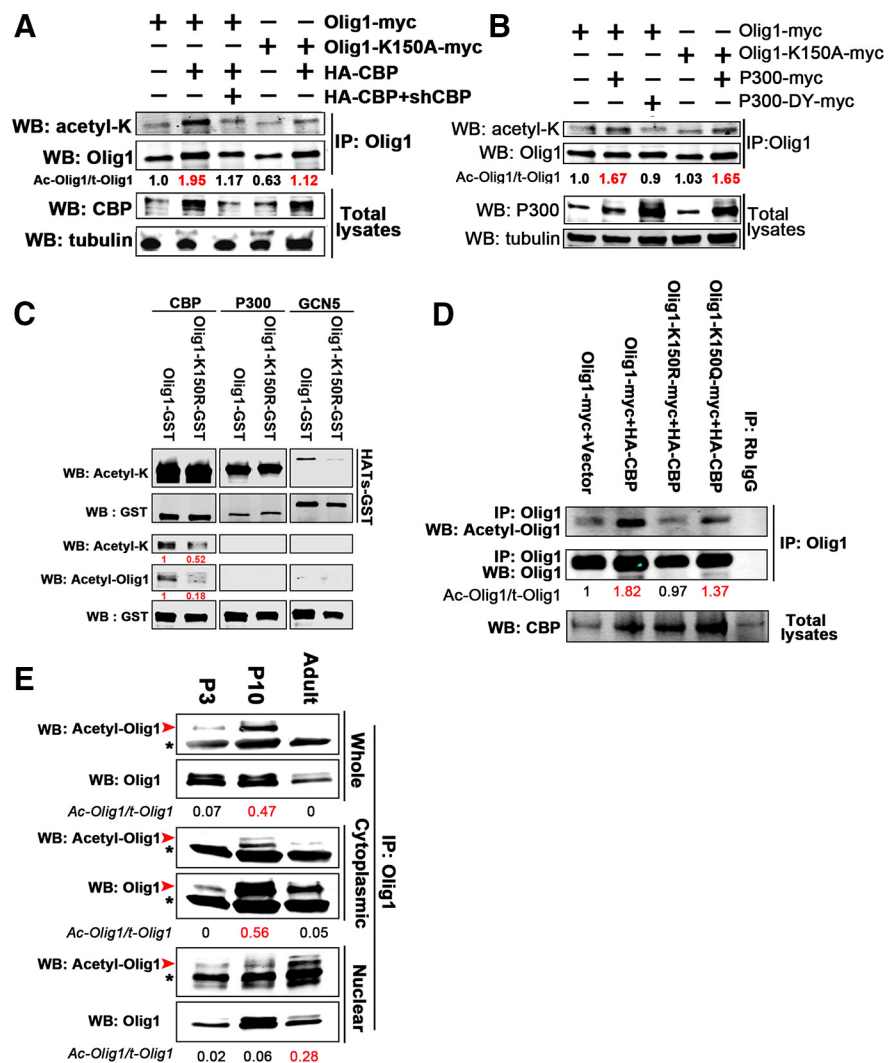 A
+ + + − − Olig1-myc
− − − + + Olig1-K150A-myc
− + + − + HA-CBP
− − + − − HA-CBP+shCBP
WB: acetyl-K
WB: Olig1
IP: Olig1
Ac-Olig1/t-Olig1 1.0 1.95 1.17 0.63 1.12
WB: CBP
WB: tubulin
Total
lysates
B
+ + + − − Olig1-myc
− − − + + Olig1-K150A-myc
− + − − + P300-myc
− − + − − P300-DY-myc
WB: acetyl-K
WB: Olig1
IP:Olig1
Ac-Olig1/t-Olig1 1.0 1.67 0.9 1.03 1.65
WB: P300
WB: tubulin
Total
lysates
C
CBP P300 GCN5
Olig1-GST
Olig1-K150R-GST
Olig1-GST
Olig1-K150R-GST
Olig1-GST
Olig1-K150R-GST
WB: Acetyl-K
WB : GST
HATs-GST
WB: Acetyl-K
1 0.52
WB: Acetyl-Olig1
1 0.18
WB : GST
D
Olig1-myc+Vector
Olig1-myc+HA-CBP
Olig1-K150R-myc+HA-CBP
Olig1-K150Q-myc+HA-CBP
IP: Rb IgG
IP: Olig1
WB: Acetyl-Olig1
IP: Olig1
WB: Olig1
IP: Olig1
Ac-Olig1/t-Olig1 1 1.82 0.97 1.37
WB: CBP
Total
lysates
E
P3 P10 Adult
WB: Acetyl-Olig1
*
WB: Olig1
Whole
Ac-Olig1/t-Olig1 0.07 0.47 0
WB: Acetyl-Olig1
*
WB: Olig1
*
Cytoplasmic
IP: Olig1
Ac-Olig1/t-Olig1 0 0.56 0.05
WB: Acetyl-Olig1
*
WB: Olig1
Nuclear
Ac-Olig1/t-Olig1 0.02 0.06 0.28